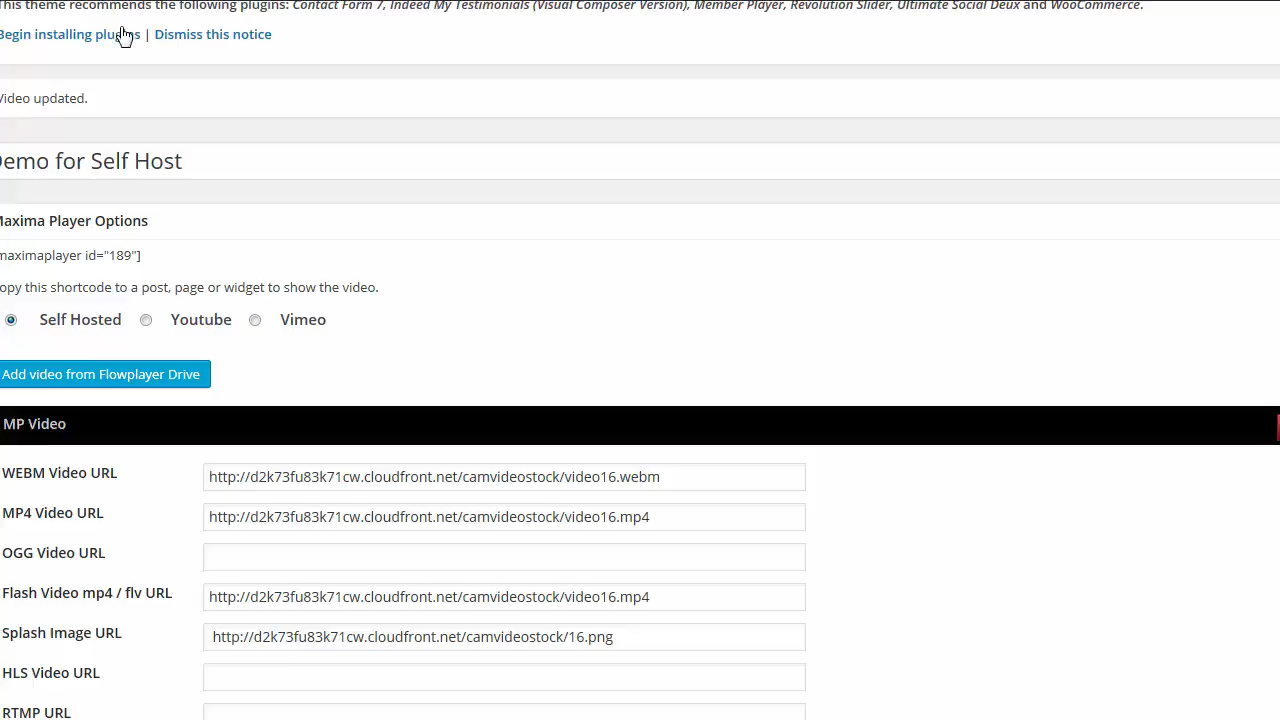 This theme recommends the following plugins: Contact Form 7, Indeed My Testimonials (Visual Composer Version), Member Player, Revolution Slider, Ultimate Social Deux and WooCommerce.
Begin installing plugins | Dismiss this notice
Video updated.
Demo for Self Host
Maxima Player Options
maximaplayer id="189"]
opy this shortcode to a post, page or widget to show the video.
Self Hosted Youtube Vimeo
Add video from Flowplayer Drive
MP Video
WEBM Video URL http://d2k73fu83k71cw.cloudfront.net/camvideostock/video16.webm
MP4 Video URL http://d2k73fu83k71cw.cloudfront.net/camvideostock/video16.mp4
OGG Video URL
Flash Video mp4 / flv URL http://d2k73fu83k71cw.cloudfront.net/camvideostock/video16.mp4
Splash Image URL http://d2k73fu83k71cw.cloudfront.net/camvideostock/16.png
HLS Video URL
RTMP URL